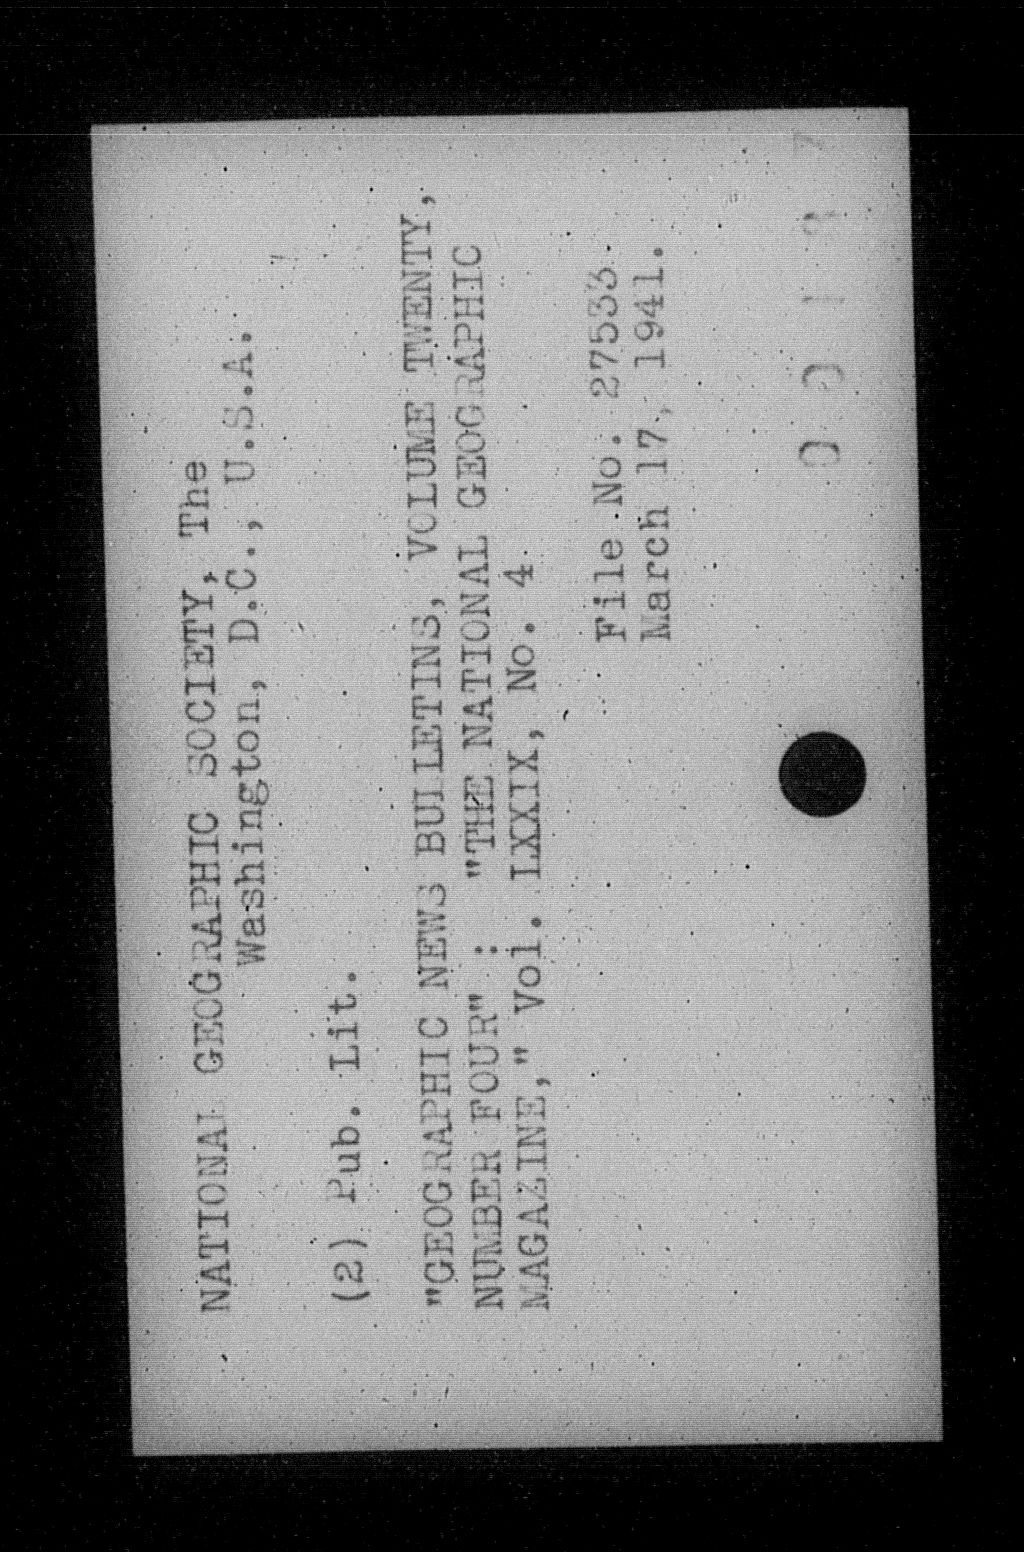 NATIONAL GEOGRAPHIC SOCIETY, The
Washington, D.C., U.S.A.
(2) Pub. Lit.
"GEOGRAPHIC NEWS BULLETINS, VOLUME TWENTY,
NUMBER FOUR" ; "THE NATIONAL GEOGRAPHIC
MAGAZINE," Vol. LXXIX, No. 4
File No. 27533
March 17, 1941.